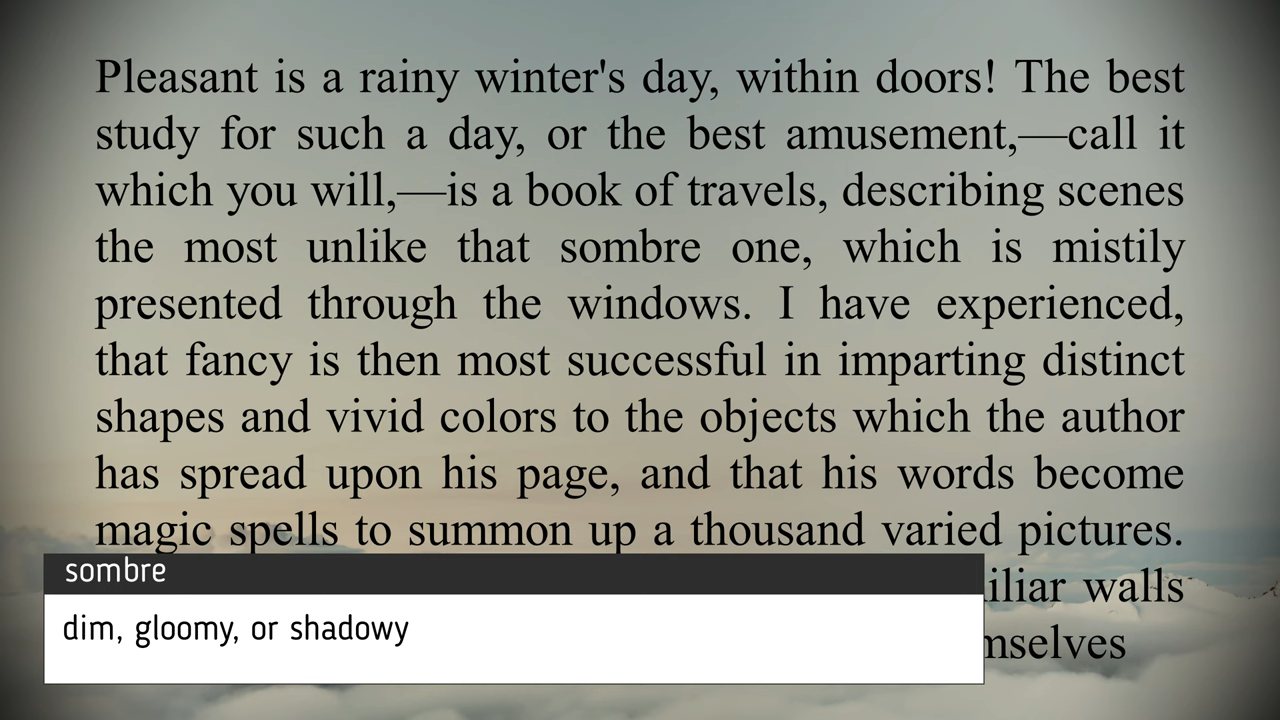 Pleasant is a rainy winter's day, within doors! The best
study for such a day, or the best amusement,—call it
which you will,—is a book of travels, describing scenes
the most unlike that sombre one, which is mistily
presented through the windows. I have experienced,
that fancy is then most successful in imparting distinct
shapes and vivid colors to the objects which the author
has spread upon his page, and that his words become
magic spells to summon up a thousand varied pictures.
walls
sombre
dim, gloomy, or shadowy